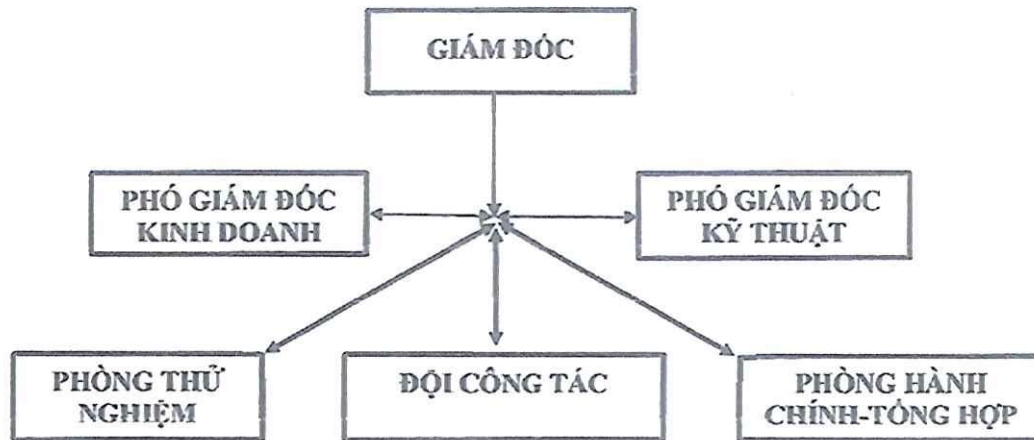 GIÁM ĐỐC
PHÓ GIÁM ĐỐC
KINH DOANH
PHÓ GIÁM ĐỐC
KỸ THUẬT
PHÒNG THỬ
NGHIỆM
ĐỘI CÔNG TÁC
PHÒNG HÀNH
CHÍNH-TỔNG HỢP